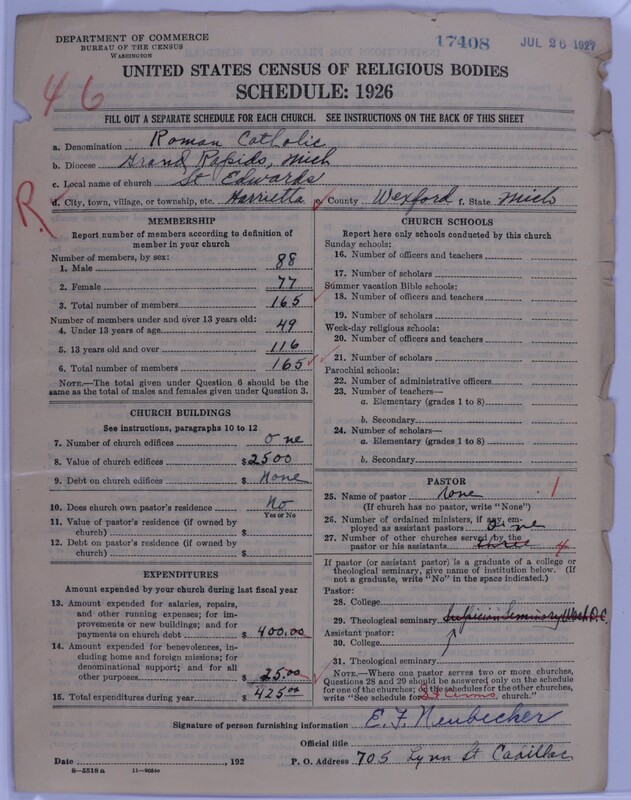 DEPARTMENT OF COMMERCE
BUREAU OF THE CENSUS
WASHINGTON
17408
JUL 26 1927
46
UNITED STATES CENSUS OF RELIGIOUS BODIES
SCHEDULE: 1926
FILL OUT A SEPARATE SCHEDULE FOR EACH CHURCH. SEE INSTRUCTIONS ON THE BACK OF THIS SHEET
a. Denomination Roman Catholic
b. Diocese Grand Rapids, Mich
c. Local name of church St Edwards
R
d. City, town, village, or township, etc. Harrietta e. County Wexford f. State Mich
MEMBERSHIP
Report number of members according to definition of
member in your church
Number of members, by sex:
1. Male 88
2. Female 77
3. Total number of members 165
Number of members under and over 13 years old:
4. Under 13 years of age 49
5. 13 years old and over 116
6. Total number of members 165
NOTE.—The total given under Question 6 should be the
same as the total of males and females given under Question 3.
CHURCH BUILDINGS
See instructions, paragraphs 10 to 12
7. Number of church edifices One
8. Value of church edifices $2500
9. Debt on church edifices $None
10. Does church own pastor's residence No
Yes or No
11. Value of pastor's residence (if owned by
church) $
12. Debt on pastor's residence (if owned by
church) $
EXPENDITURES
Amount expended by your church during last fiscal year
13. Amount expended for salaries, repairs,
and other running expenses; for im-
provements or new buildings; and for
payments on church debt $ 400.00
14. Amount expended for benevolences, in-
cluding home and foreign missions; for
denominational support; and for all
other purposes $ 25.00
15. Total expenditures during year $ 425.00
CHURCH SCHOOLS
Report here only schools conducted by this church
Sunday schools:
16. Number of officers and teachers
17. Number of scholars
Summer vacation Bible schools:
18. Number of officers and teachers
19. Number of scholars
Week-day religious schools:
20. Number of officers and teachers
21. Number of scholars
Parochial schools:
22. Number of administrative officers
23. Number of teachers—
a. Elementary (grades 1 to 8)
b. Secondary
24. Number of scholars—
a. Elementary (grades 1 to 8)
b. Secondary
PASTOR
25. Name of pastor None 1
(If church has no pastor, write "None")
26. Number of ordained ministers, if any, em-
ployed as assistant pastors One
27. Number of other churches served by the
pastor or his assistants three 4
If pastor (or assistant pastor) is a graduate of a college or
theological seminary, give name of institution below. (If
not a graduate, write "No" in the space indicated.)
Pastor:
28. College
29. Theological seminary Sulpician Seminary Wash D.C.
Assistant pastor:
30. College
31. Theological seminary
NOTE.—Where one pastor serves two or more churches,
Questions 28 and 29 should be answered only on the schedule
for one of the churches; on the schedules for the other churches,
write "See schedule for St Anns church."
Signature of person furnishing information E. F. Neubecker
Official title
Date , 192
P. O. Address 705 Lynn St Cadillac
8—5518a 11—9034